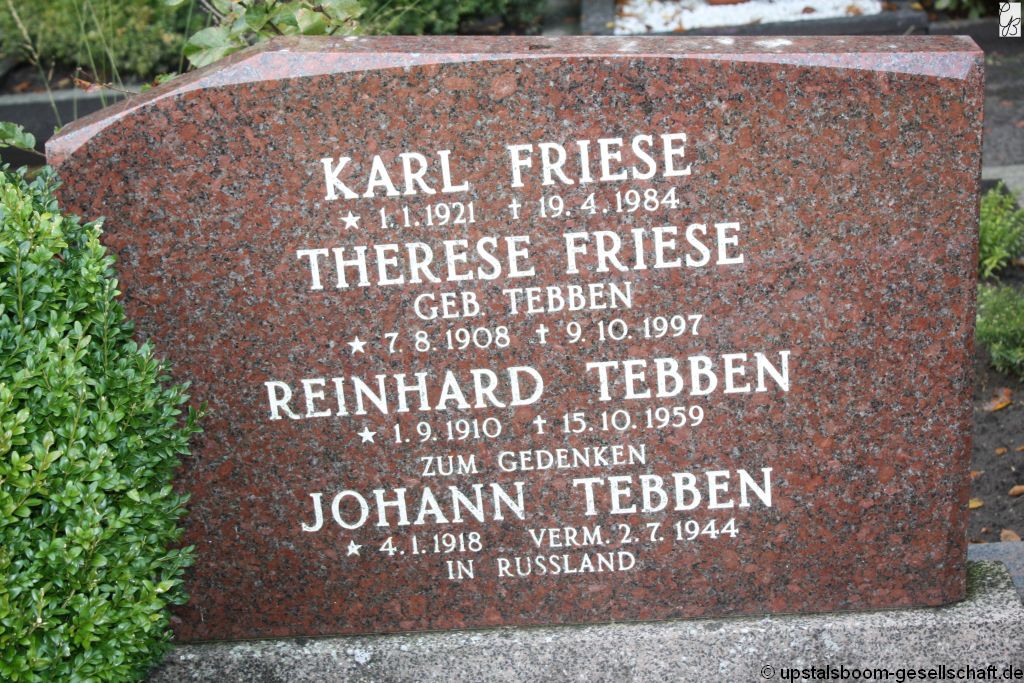 KARL FRIESE
★ 1.1.1921 ✝ 19.4.1984
THERESE FRIESE
GEB. TEBBEN
★ 7.8.1908 ✝ 9.10.1997
REINHARD TEBBEN
★ 1.9.1910 ✝ 15.10.1959
ZUM GEDENKEN
JOHANN TEBBEN
★ 4.1.1918 VERM. 2.7.1944
IN RUSSLAND
© upstalsboom-gesellschaft.de